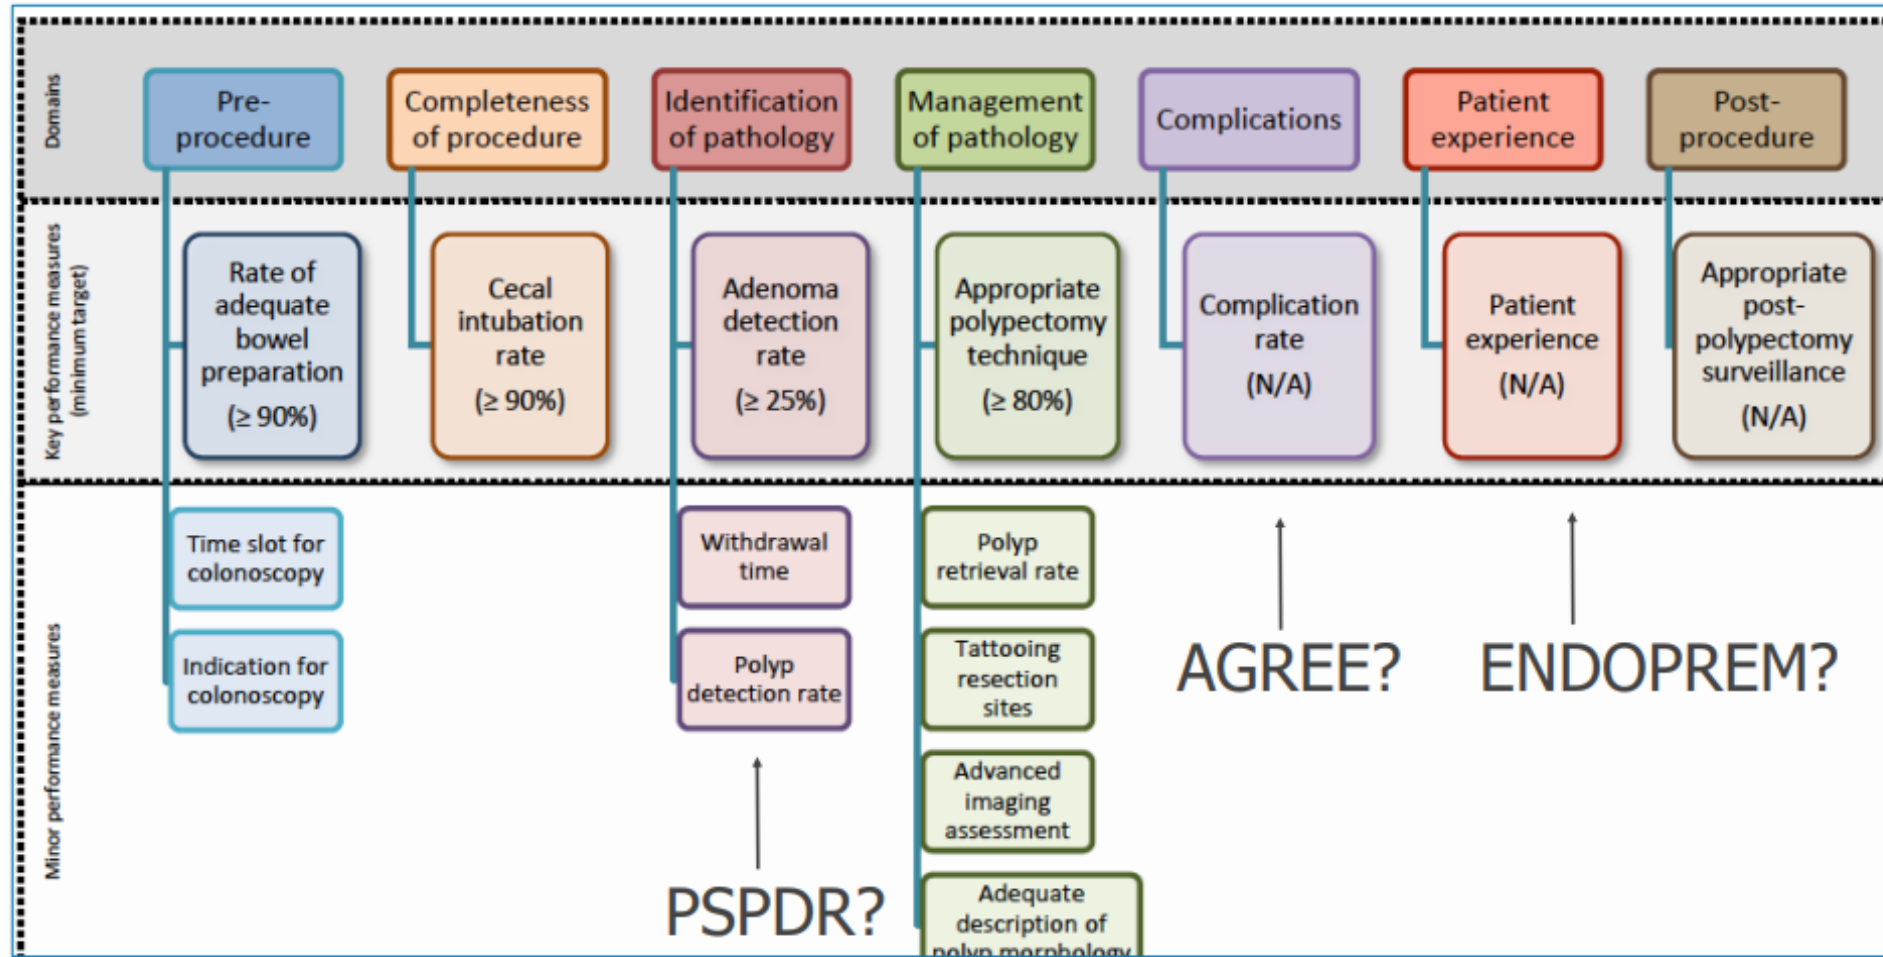 Domains
Pre-
procedure
Completeness
of procedure
Identification
of pathology
Management
of pathology
Complications
Patient
experience
Post-
procedure
Key performance measures
(minimum target)
Rate of
adequate
bowel
preparation
(≥ 90%)
Cecal
intubation
rate
(≥ 90%)
Adenoma
detection
rate
(≥ 25%)
Appropriate
polypectomy
technique
(≥ 80%)
Complication
rate
(N/A)
Patient
experience
(N/A)
Appropriate
post-
polypectomy
surveillance
(N/A)
Minor performance measures
Time slot for
colonoscopy
Indication for
colonoscopy
Withdrawal
time
Polyp
detection rate
PSPDR?
Polyp
retrieval rate
Tattooing
resection
sites
Advanced
imaging
assessment
Adequate
description of
polyp morphology
AGREE?
ENDOPREM?